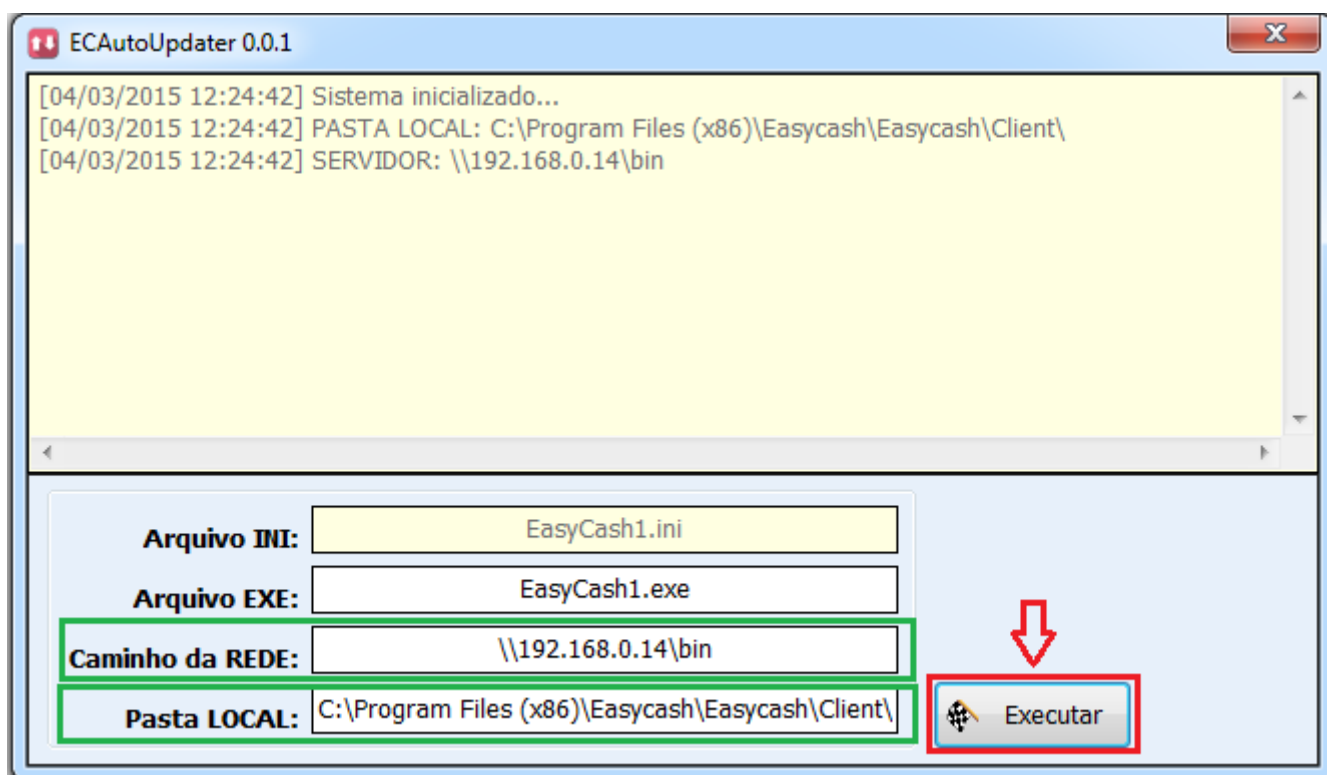 ECAutoUpdater 0.0.1
[04/03/2015 12:24:42] Sistema inicializado...
[04/03/2015 12:24:42] PASTA LOCAL: C:\Program Files (x86)\Easycash\Easycash\Client\
[04/03/2015 12:24:42] SERVIDOR: \\192.168.0.14\bin
Arquivo INI: EasyCash1.ini
Arquivo EXE: EasyCash1.exe
Caminho da REDE: \\192.168.0.14\bin
Pasta LOCAL: C:\Program Files (x86)\Easycash\Easycash\Client\
Executar